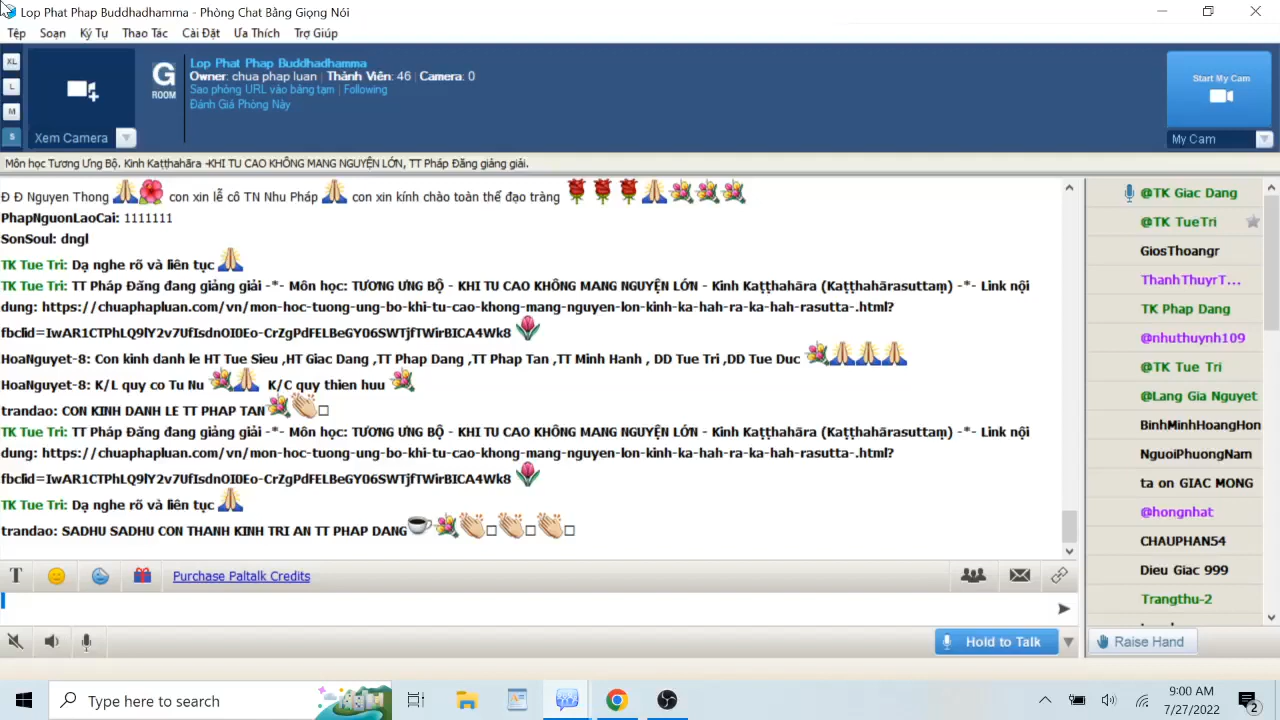 Lop Phat Phap Buddhadhamma - Phòng Chat Bằng Giọng Nói
Tệp Soạn Ký Tự Thao Tác Cài Đặt Ưa Thích Trợ Giúp
XL
L
M
S
Xem Camera
G
ROOM
Lop Phat Phap Buddhadhamma
Owner: chua phap luan | Thành Viên: 46 | Camera: 0
Sao phòng URL vào bảng tạm | Following
Đánh Giá Phòng Này
Start My Cam
My Cam
Môn học Tương Ưng Bộ. Kinh Kaṭṭhahāra -KHI TU CAO KHÔNG MANG NGUYỆN LỚN, TT Pháp Đăng giảng giải.
Đ Đ Nguyen Thong 🙏🌺 con xin lễ cô TN Nhu Pháp 🙏 con xin kính chào toàn thể đạo tràng 🌹🌹🌹🙏💐💐💐
PhapNguonLaoCai: 1111111
SonSoul: dngl
TK Tue Tri: Dạ nghe rõ và liên tục 🙏
TK Tue Tri: TT Pháp Đăng đang giảng giải -*- Môn học: TƯƠNG ƯNG BỘ - KHI TU CAO KHÔNG MANG NGUYỆN LỚN - Kinh Kaṭṭhahāra (Kaṭṭhahārasuttaṃ) -*- Link nội
dung: https://chuaphapluan.com/vn/mon-hoc-tuong-ung-bo-khi-tu-cao-khong-mang-nguyen-lon-kinh-ka-hah-ra-ka-hah-rasutta-.html?
fbclid=IwAR1CTPhLQ9lY2v7UfIsdnOI0Eo-CrZgPdFELBeGY06SWTjfTWirBICA4Wk8 🌷
HoaNguyet-8: Con kinh danh le HT Tue Sieu ,HT Giac Dang ,TT Phap Dang ,TT Phap Tan ,TT Minh Hanh , DD Tue Tri ,DD Tue Duc 💐🙏🙏🙏
HoaNguyet-8: K/L quy co Tu Nu 💐🙏 K/C quy thien huu 💐
trandao: CON KINH DANH LE TT PHAP TAN💐👏□
TK Tue Tri: TT Pháp Đăng đang giảng giải -*- Môn học: TƯƠNG ƯNG BỘ - KHI TU CAO KHÔNG MANG NGUYỆN LỚN - Kinh Kaṭṭhahāra (Kaṭṭhahārasuttaṃ) -*- Link nội
dung: https://chuaphapluan.com/vn/mon-hoc-tuong-ung-bo-khi-tu-cao-khong-mang-nguyen-lon-kinh-ka-hah-ra-ka-hah-rasutta-.html?
fbclid=IwAR1CTPhLQ9lY2v7UfIsdnOI0Eo-CrZgPdFELBeGY06SWTjfTWirBICA4Wk8 🌷
TK Tue Tri: Dạ nghe rõ và liên tục 🙏
trandao: SADHU SADHU CON THANH KINH TRI AN TT PHAP DANG☕💐👏□👏□👏□
@TK Giac Dang
@TK TueTri
GiosThoangr
ThanhThuyrT...
TK Phap Dang
@nhuthuynh109
@TK Tue Tri
@Lang Gia Nguyet
BinhMinhHoangHon
NguoiPhuongNam
ta on GIAC MONG
@hongnhat
CHAUPHAN54
Dieu Giac 999
Trangthu-2
T Purchase Paltalk Credits
Hold to Talk
Raise Hand
Type here to search
9:00 AM
7/27/2022
2